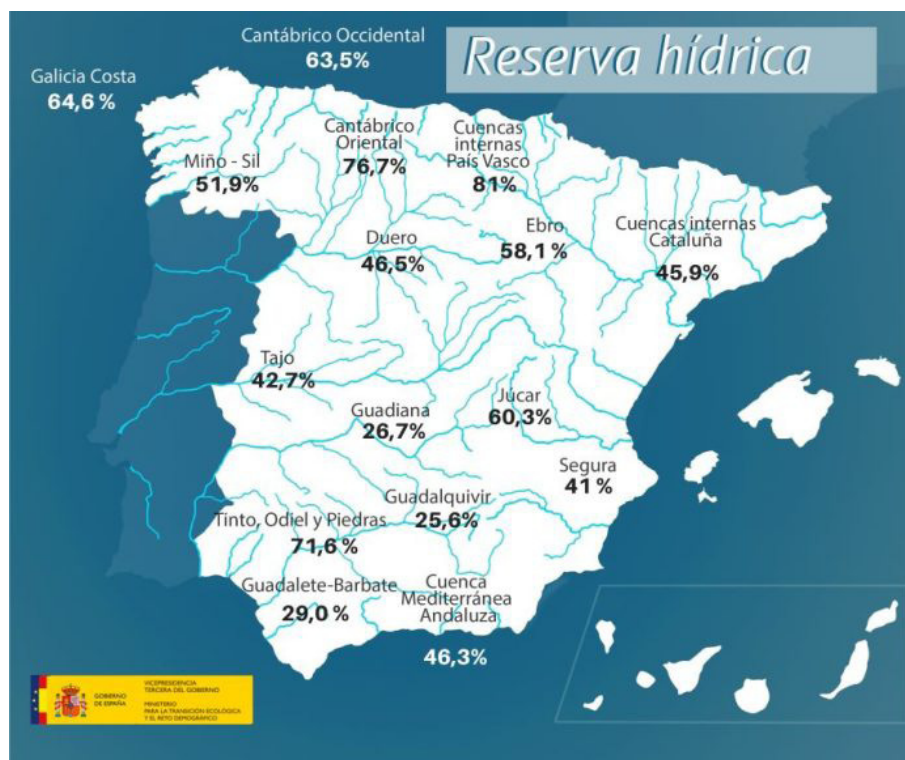 Cantábrico Occidental
63,5%
Reserva hídrica
Galicia Costa
64,6 %
Cantábrico
Oriental
76,7%
Cuencas
internas
País Vasco
81%
Miño - Sil
51,9%
Duero
46,5%
Ebro
58,1 %
Cuencas internas
Cataluña
45,9%
Tajo
42,7%
Guadiana
26,7%
Júcar
60,3%
Segura
41 %
Guadalquivir
25,6%
Tinto, Odiel y Piedras
71,6 %
Guadalete-Barbate
29,0 %
Cuenca
Mediterránea
Andaluza
46,3%
GOBIERNO
DE ESPAÑA
VICEPRESIDENCIA
TERCERA DEL GOBIERNO
MINISTERIO
PARA LA TRANSICIÓN ECOLÓGICA
Y EL RETO DEMOGRÁFICO